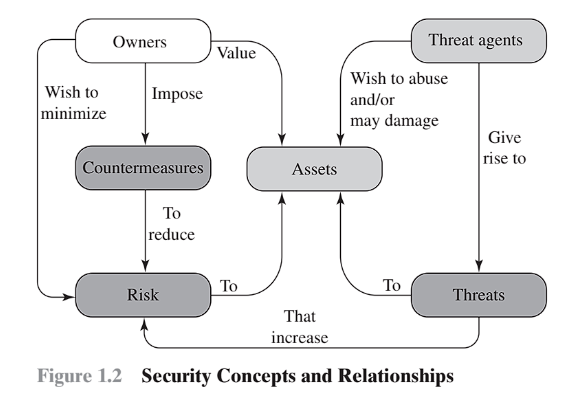 Owners
Threat agents
Value
Wish to
minimize
Impose
Wish to abuse
and/or
may damage
Give
rise to
Countermeasures
Assets
To
reduce
Risk
To
To
Threats
That
increase
Figure 1.2 Security Concepts and Relationships